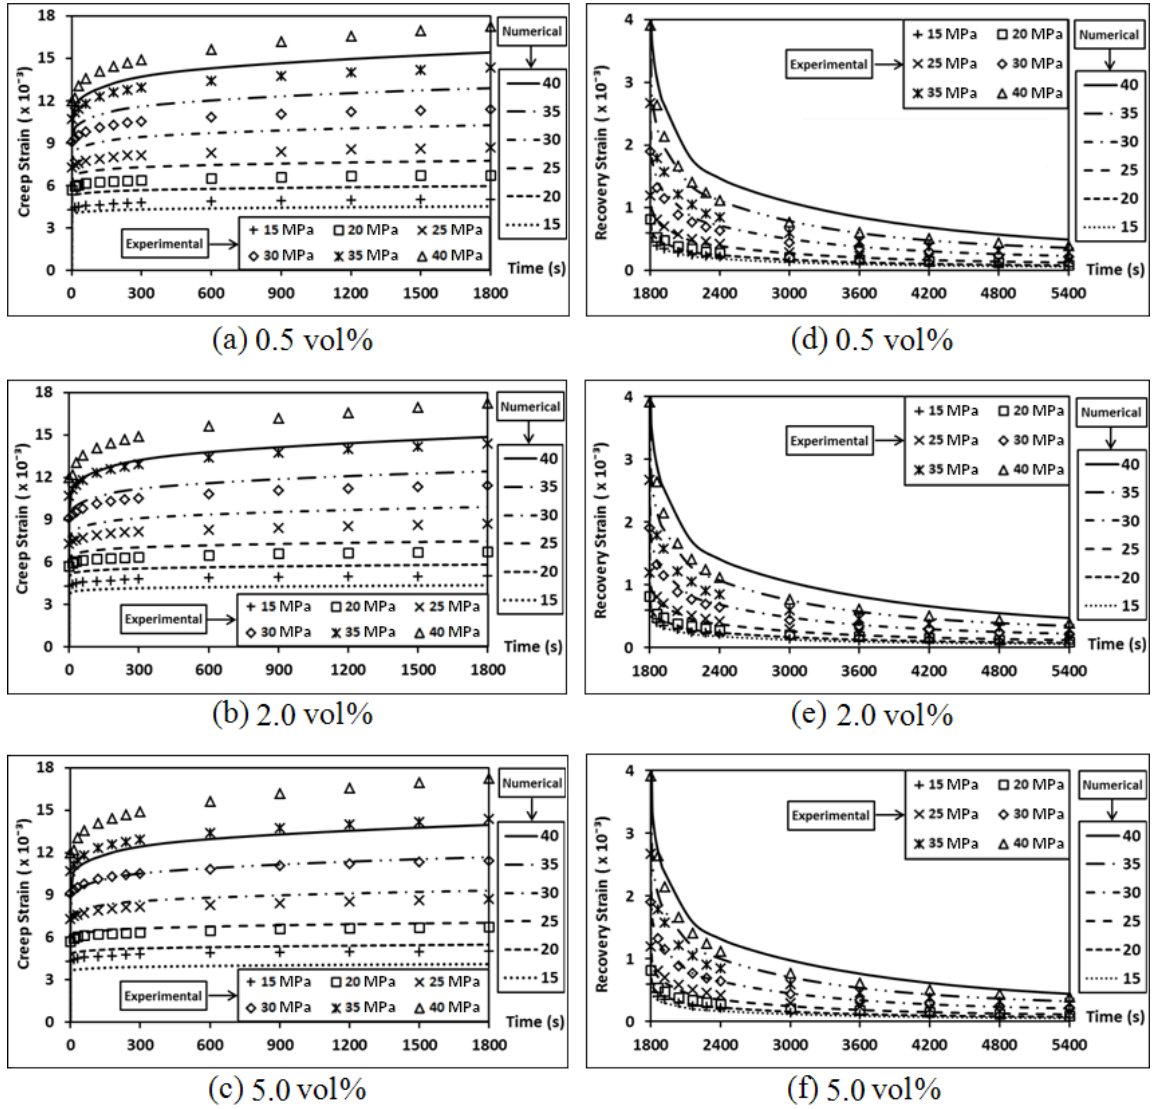 18
15
12
9
6
3
0
Creep Strain ( x 10⁻³)
Numerical
40
35
30
25
20
15
Experimental
15 MPa 20 MPa 25 MPa
30 MPa 35 MPa 40 MPa
Time (s)
0 300 600 900 1200 1500 1800
(a) 0.5 vol%
4
3
2
1
0
Recovery Strain ( x 10⁻³)
Experimental
15 MPa 20 MPa
25 MPa 30 MPa
35 MPa 40 MPa
Numerical
40
35
30
25
20
15
Time (s)
1800 2400 3000 3600 4200 4800 5400
(d) 0.5 vol%
18
15
12
9
6
3
0
Creep Strain ( x 10⁻³)
Numerical
40
35
30
25
20
15
Experimental
15 MPa 20 MPa 25 MPa
30 MPa 35 MPa 40 MPa
Time (s)
0 300 600 900 1200 1500 1800
(b) 2.0 vol%
4
3
2
1
0
Recovery Strain ( x 10⁻³)
Experimental
15 MPa 20 MPa
25 MPa 30 MPa
35 MPa 40 MPa
Numerical
40
35
30
25
20
15
Time (s)
1800 2400 3000 3600 4200 4800 5400
(e) 2.0 vol%
18
15
12
9
6
3
0
Creep Strain ( x 10⁻³)
Numerical
40
35
30
25
20
15
Experimental
15 MPa 20 MPa 25 MPa
30 MPa 35 MPa 40 MPa
Time (s)
0 300 600 900 1200 1500 1800
(c) 5.0 vol%
4
3
2
1
0
Recovery Strain ( x 10⁻³)
Experimental
15 MPa 20 MPa
25 MPa 30 MPa
35 MPa 40 MPa
Numerical
40
35
30
25
20
15
Time (s)
1800 2400 3000 3600 4200 4800 5400
(f) 5.0 vol%